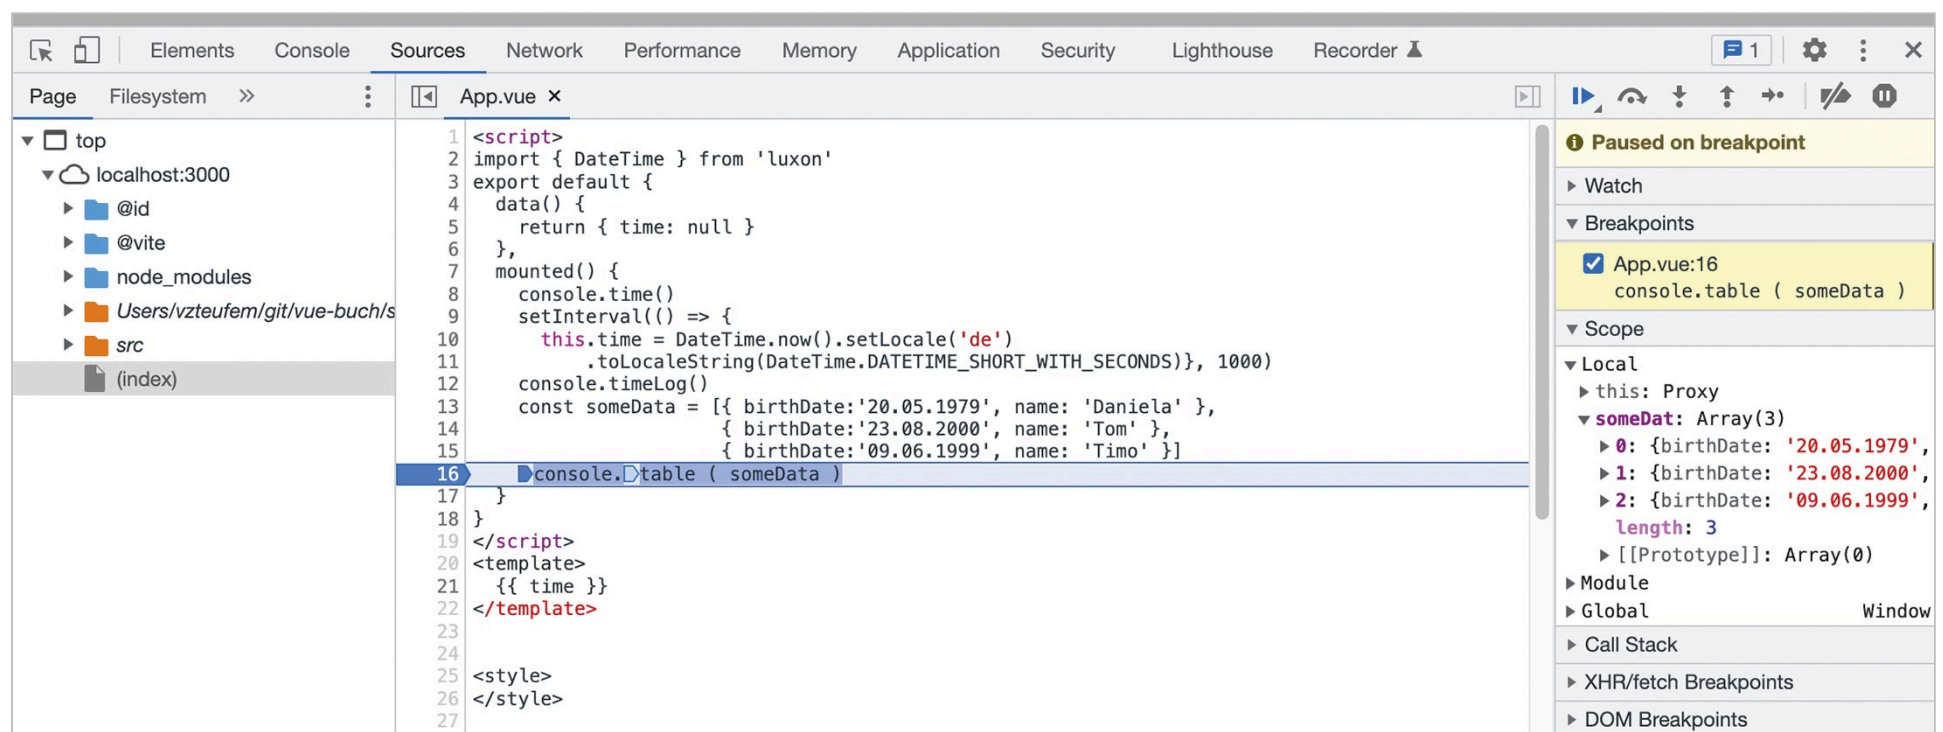 Elements Console Sources Network Performance Memory Application Security Lighthouse Recorder 1
Page Filesystem
top
localhost:3000
@id
@vite
node_modules
Users/vzteufem/git/vue-buch/s
src
(index)
App.vue
1 <script>
2 import { DateTime } from 'luxon'
3 export default {
4   data() {
5     return { time: null }
6   },
7   mounted() {
8     console.time()
9     setInterval(() => {
10       this.time = DateTime.now().setLocale('de')
11           .toLocaleString(DateTime.DATETIME_SHORT_WITH_SECONDS)}, 1000)
12     console.timeLog()
13     const someData = [{ birthDate:'20.05.1979', name: 'Daniela' },
14                       { birthDate:'23.08.2000', name: 'Tom' },
15                       { birthDate:'09.06.1999', name: 'Timo' }]
16     console.table ( someData )
17   }
18 }
19 </script>
20 <template>
21   {{ time }}
22 </template>
23
24
25 <style>
26 </style>
27
Paused on breakpoint
Watch
Breakpoints
App.vue:16
console.table ( someData )
Scope
Local
this: Proxy
someDat: Array(3)
0: {birthDate: '20.05.1979',
1: {birthDate: '23.08.2000',
2: {birthDate: '09.06.1999',
length: 3
[[Prototype]]: Array(0)
Module
Global Window
Call Stack
XHR/fetch Breakpoints
DOM Breakpoints